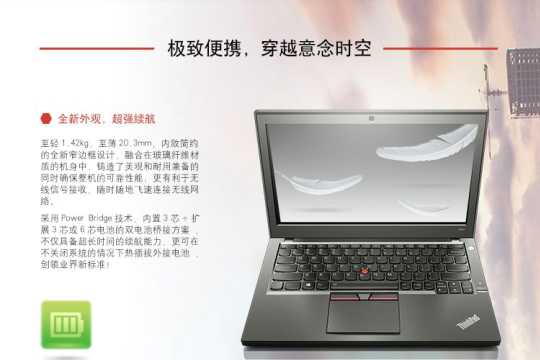 极致便携，穿越意念时空
全新外观、超强续航
至轻1.42kg、至薄20.3mm，内敛简约
的全新窄边框设计，融合在玻璃纤维材
质的机身中，铸造了美观和耐用兼备的
同时确保整机的可靠性能，更有利于无
线信号接收，随时随地飞速连接无线网
络。
采用Power Bridge技术，内置3芯+扩
展3芯或6芯电池的双电池桥接方案，
不仅具备超长时间的续航能力，更可在
不关闭系统的情况下热插拔外接电池，
创领业界新标准！
ThinkPad